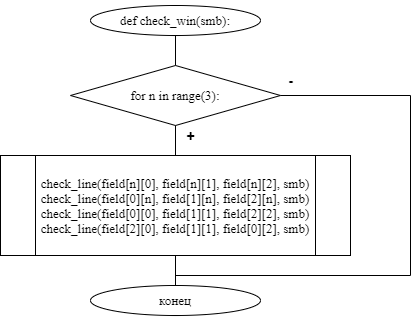 def check_win(smb):
for n in range(3):
-
+
check_line(field[n][0], field[n][1], field[n][2], smb)
check_line(field[0][n], field[1][n], field[2][n], smb)
check_line(field[0][0], field[1][1], field[2][2], smb)
check_line(field[2][0], field[1][1], field[0][2], smb)
конец